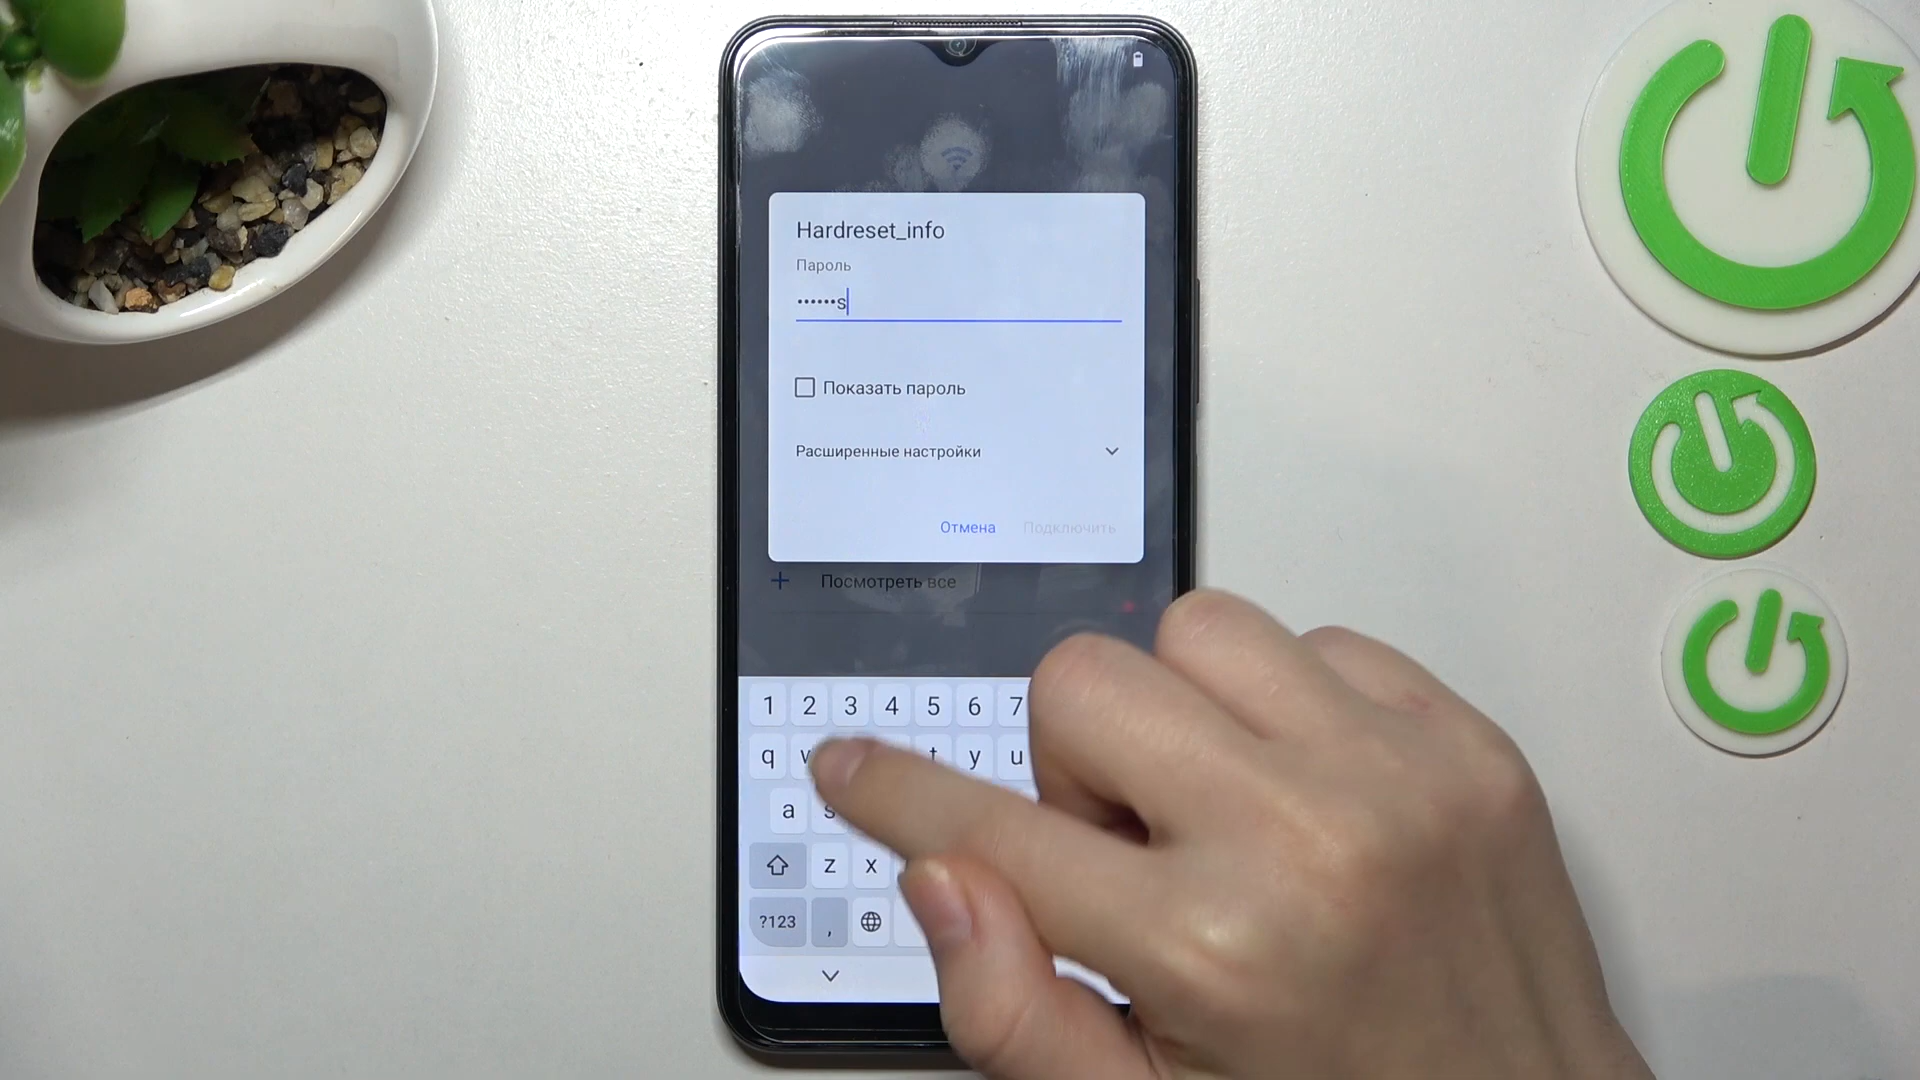 Hardreset_info
Пароль
••••••s
Показать пароль
Расширенные настройки
Отмена Подключить
Посмотреть все
1 2 3 4 5 6 7
q w t y u
a s
z x
?123 ,